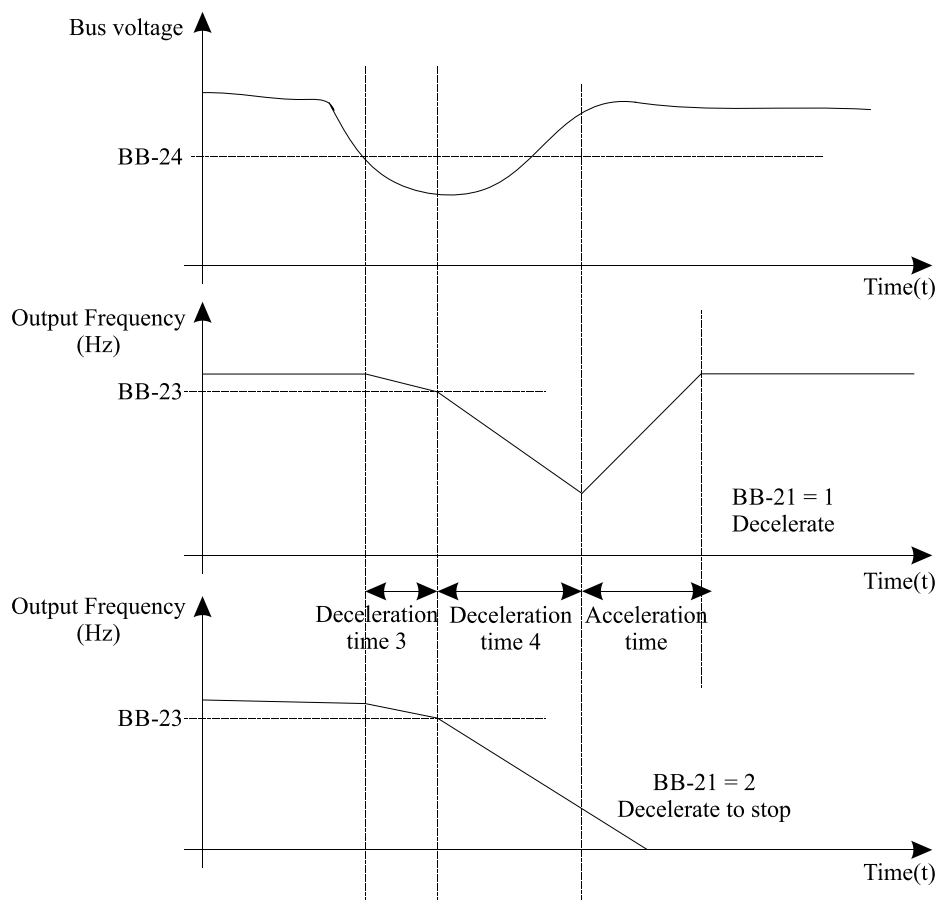 Bus voltage
BB-24
Time(t)
Output Frequency
(Hz)
BB-23
BB-21 = 1
Decelerate
Time(t)
Deceleration
time 3
Deceleration
time 4
Acceleration
time
Output Frequency
(Hz)
BB-23
BB-21 = 2
Decelerate to stop
Time(t)